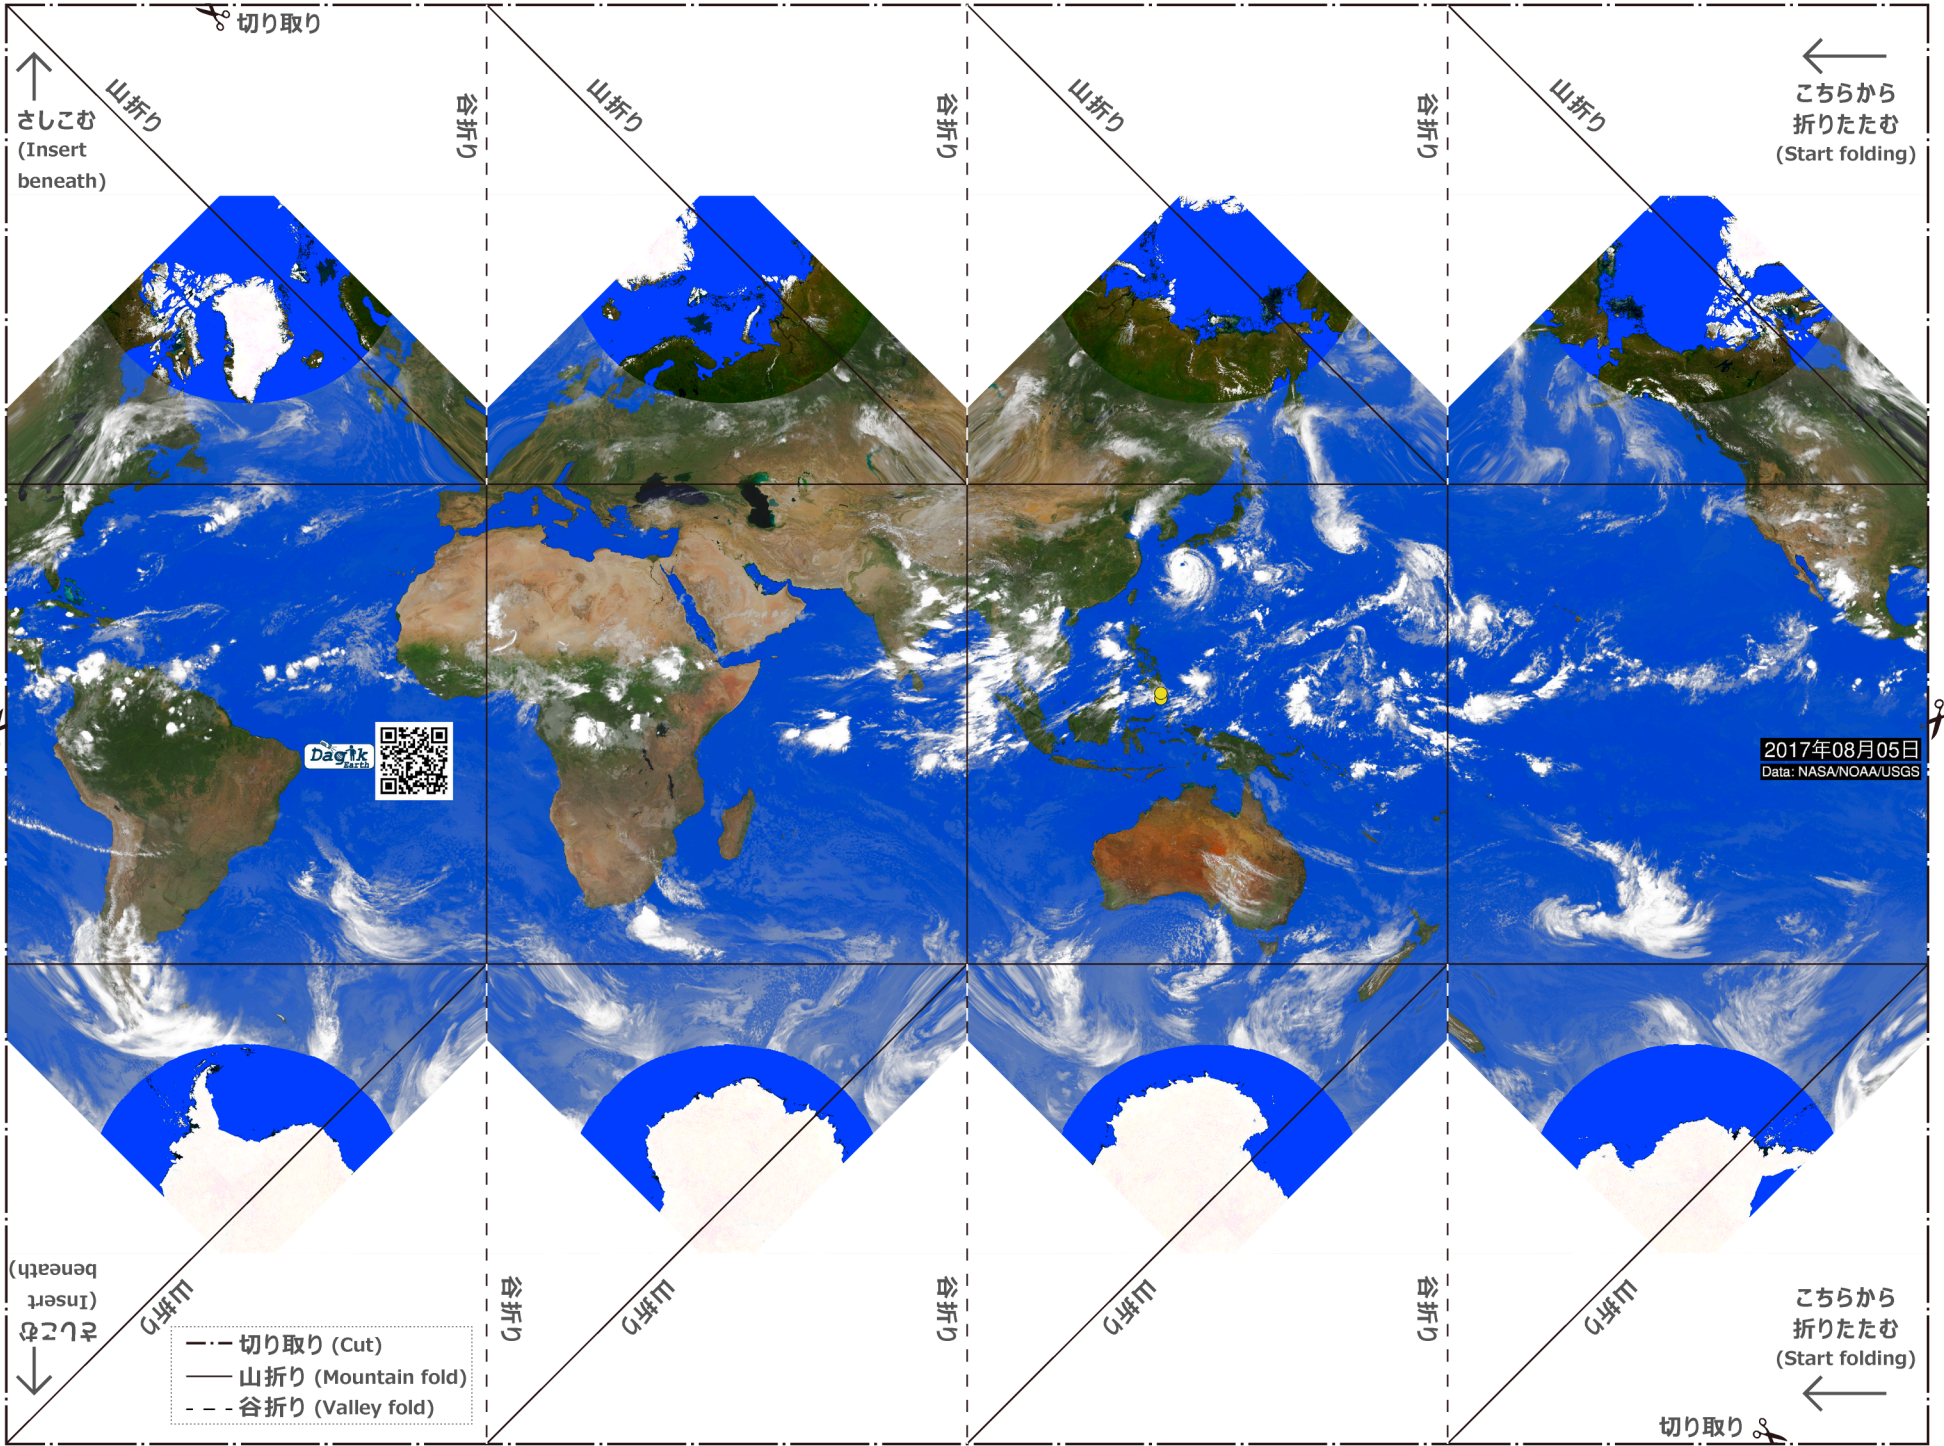 切り取り
山折り
谷折り
山折り
谷折り
山折り
谷折り
山折り
さしこむ
(Insert
beneath)
こちらから
折りたたむ
(Start folding)
Dagik
Earth
2017年08月05日
Data: NASA/NOAA/USGS
さしこむ
(Insert
beneath)
山折り
谷折り
山折り
谷折り
山折り
谷折り
山折り
こちらから
折りたたむ
(Start folding)
切り取り (Cut)
山折り (Mountain fold)
谷折り (Valley fold)
切り取り